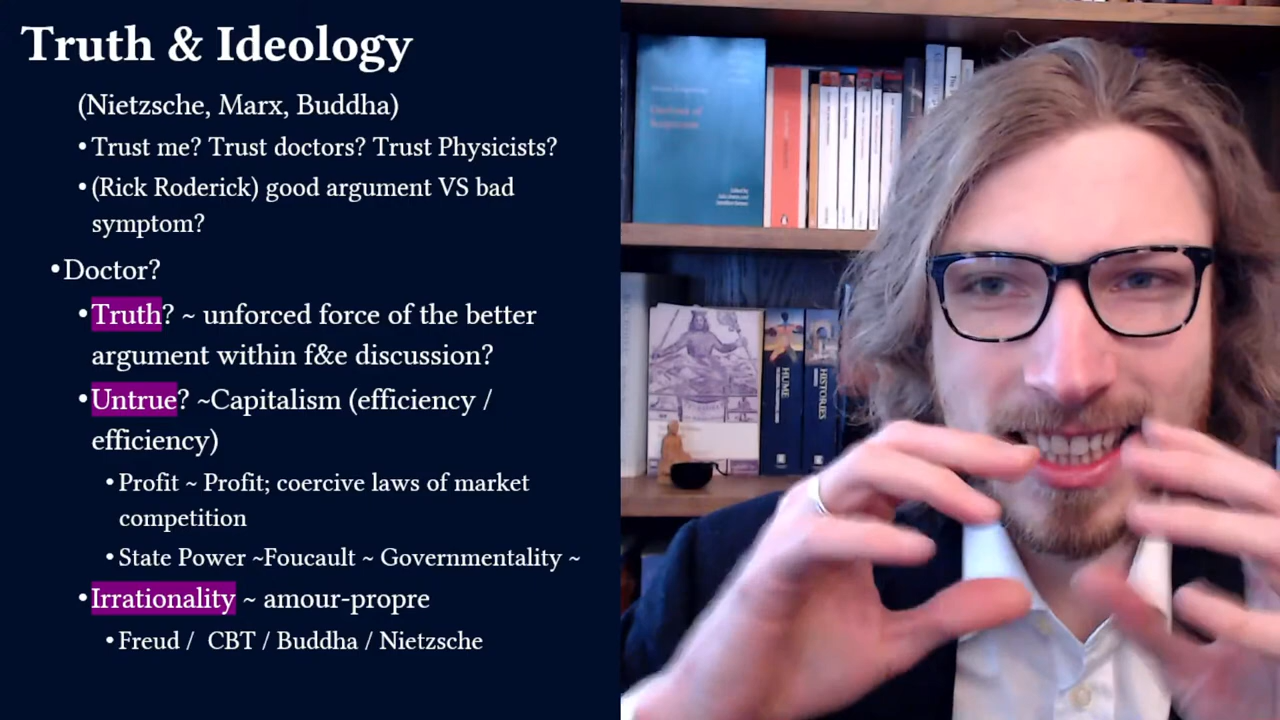 Truth & Ideology
(Nietzsche, Marx, Buddha)
•Trust me? Trust doctors? Trust Physicists?
•(Rick Roderick) good argument VS bad
symptom?
•Doctor?
•Truth? ~ unforced force of the better
argument within f&e discussion?
•Untrue? ~Capitalism (efficiency /
efficiency)
•Profit ~ Profit; coercive laws of market
competition
•State Power ~Foucault ~ Governmentality ~
•Irrationality ~ amour-propre
•Freud / CBT / Buddha / Nietzsche
HUME
HISTORIES